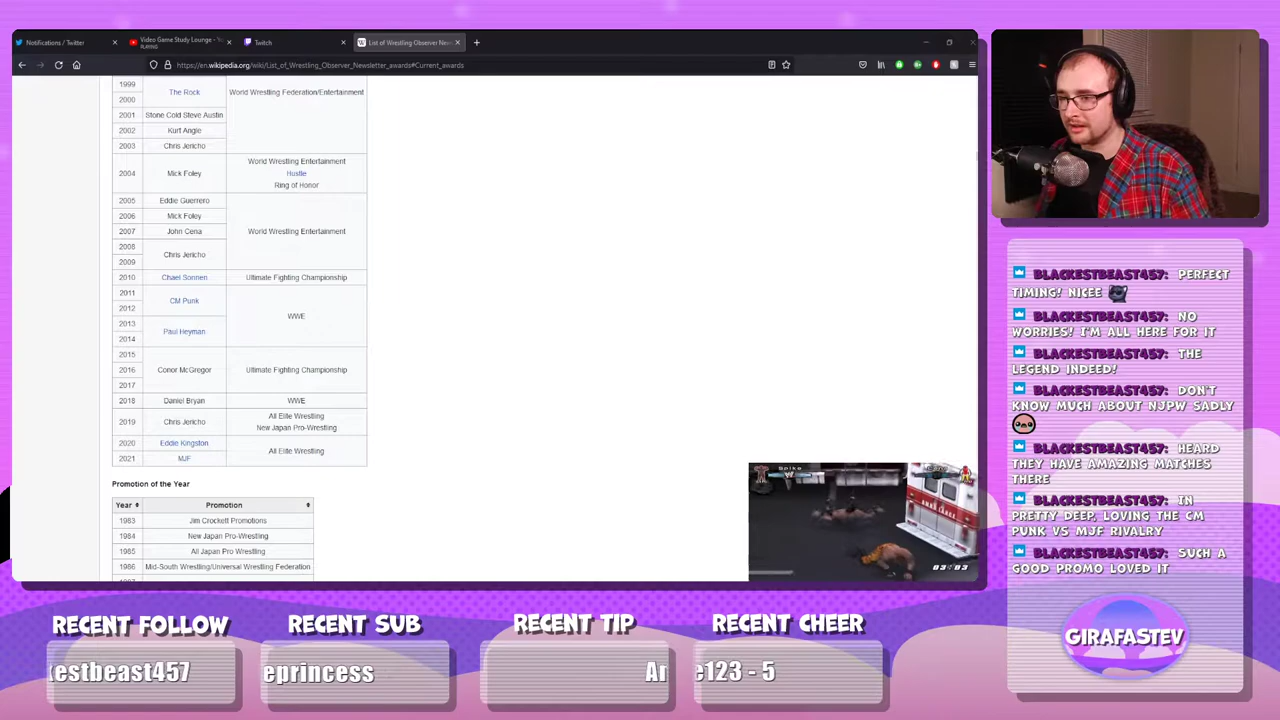 Notifications / Twitter
Video Game Study Lounge
PLAYING
Twitch
List of Wrestling Observer New
https://en.wikipedia.org/wiki/List_of_Wrestling_Observer_Newsletter_awards#Current_awards
1999
The Rock
World Wrestling Federation/Entertainment
2000
2001 Stone Cold Steve Austin
2002 Kurt Angle
2003 Chris Jericho
2004 Mick Foley
World Wrestling Entertainment
Hustle
Ring of Honor
2005 Eddie Guerrero
2006 Mick Foley
2007 John Cena World Wrestling Entertainment
2008
Chris Jericho
2009
2010 Chael Sonnen Ultimate Fighting Championship
2011
CM Punk
2012
WWE
2013
Paul Heyman
2014
2015
2016 Conor McGregor Ultimate Fighting Championship
2017
2018 Daniel Bryan WWE
2019 Chris Jericho
All Elite Wrestling
New Japan Pro-Wrestling
2020 Eddie Kingston
All Elite Wrestling
2021 MJF
Promotion of the Year
Year Promotion
1983 Jim Crockett Promotions
1984 New Japan Pro-Wrestling
1985 All Japan Pro Wrestling
1986 Mid-South Wrestling/Universal Wrestling Federation
Spike
03/03
BLACKESTBEAST457: PERFECT
TIMING! NICEE
BLACKESTBEAST457: NO
WORRIES! I'M ALL HERE FOR IT
BLACKESTBEAST457: THE
LEGEND INDEED!
BLACKESTBEAST457: DON'T
KNOW MUCH ABOUT NJPW SADLY
BLACKESTBEAST457: HEARD
THEY HAVE AMAZING MATCHES
THERE
BLACKESTBEAST457: IN
PRETTY DEEP, LOVING THE CM
PUNK VS MJF RIVALRY
BLACKESTBEAST457: SUCH A
GOOD PROMO LOVED IT
GIRAFASTEV
RECENT FOLLOW
estbeast457
RECENT SUB
eprincess
RECENT TIP
RECENT CHEER
e123 - 5